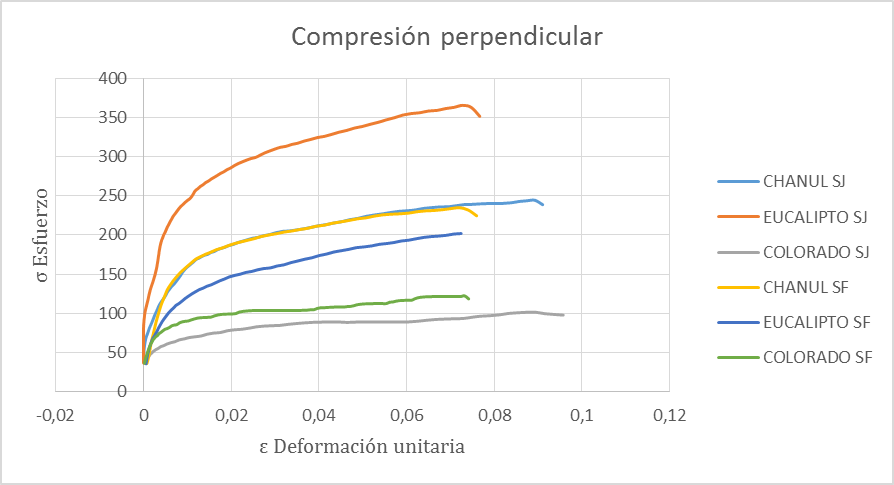 Compresión perpendicular
σ Esfuerzo
400
350
300
250
200
150
100
50
0
-0,02 0 0,02 0,04 0,06 0,08 0,1 0,12
ε Deformación unitaria
CHANUL SJ
EUCALIPTO SJ
COLORADO SJ
CHANUL SF
EUCALIPTO SF
COLORADO SF